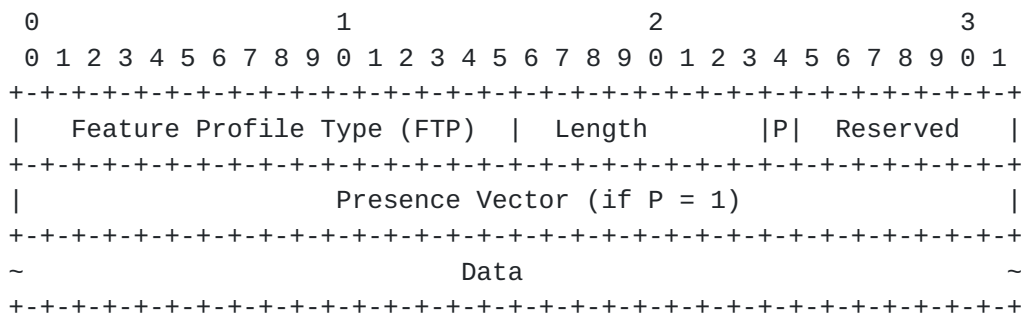 0                   1                   2                   3
 0 1 2 3 4 5 6 7 8 9 0 1 2 3 4 5 6 7 8 9 0 1 2 3 4 5 6 7 8 9 0 1
+-+-+-+-+-+-+-+-+-+-+-+-+-+-+-+-+-+-+-+-+-+-+-+-+-+-+-+-+-+-+-+-+
|   Feature Profile Type (FTP)  |  Length       |P|  Reserved   |
+-+-+-+-+-+-+-+-+-+-+-+-+-+-+-+-+-+-+-+-+-+-+-+-+-+-+-+-+-+-+-+-+
|                    Presence Vector (if P = 1)                 |
+-+-+-+-+-+-+-+-+-+-+-+-+-+-+-+-+-+-+-+-+-+-+-+-+-+-+-+-+-+-+-+-+
~                            Data                               ~
+-+-+-+-+-+-+-+-+-+-+-+-+-+-+-+-+-+-+-+-+-+-+-+-+-+-+-+-+-+-+-+-+